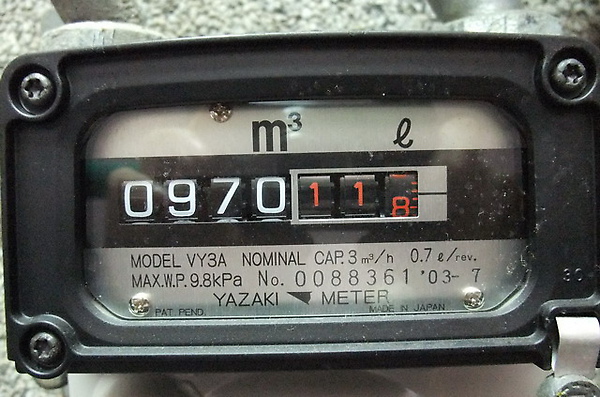 m³ ℓ
0970118
MODEL VY3A NOMINAL CAP. 3 m³/h 0.7 ℓ/rev.
MAX.W.P. 9.8kPa No. 0088361 '03-7
YAZAKI METER
PAT PEND. MADE IN JAPAN
30